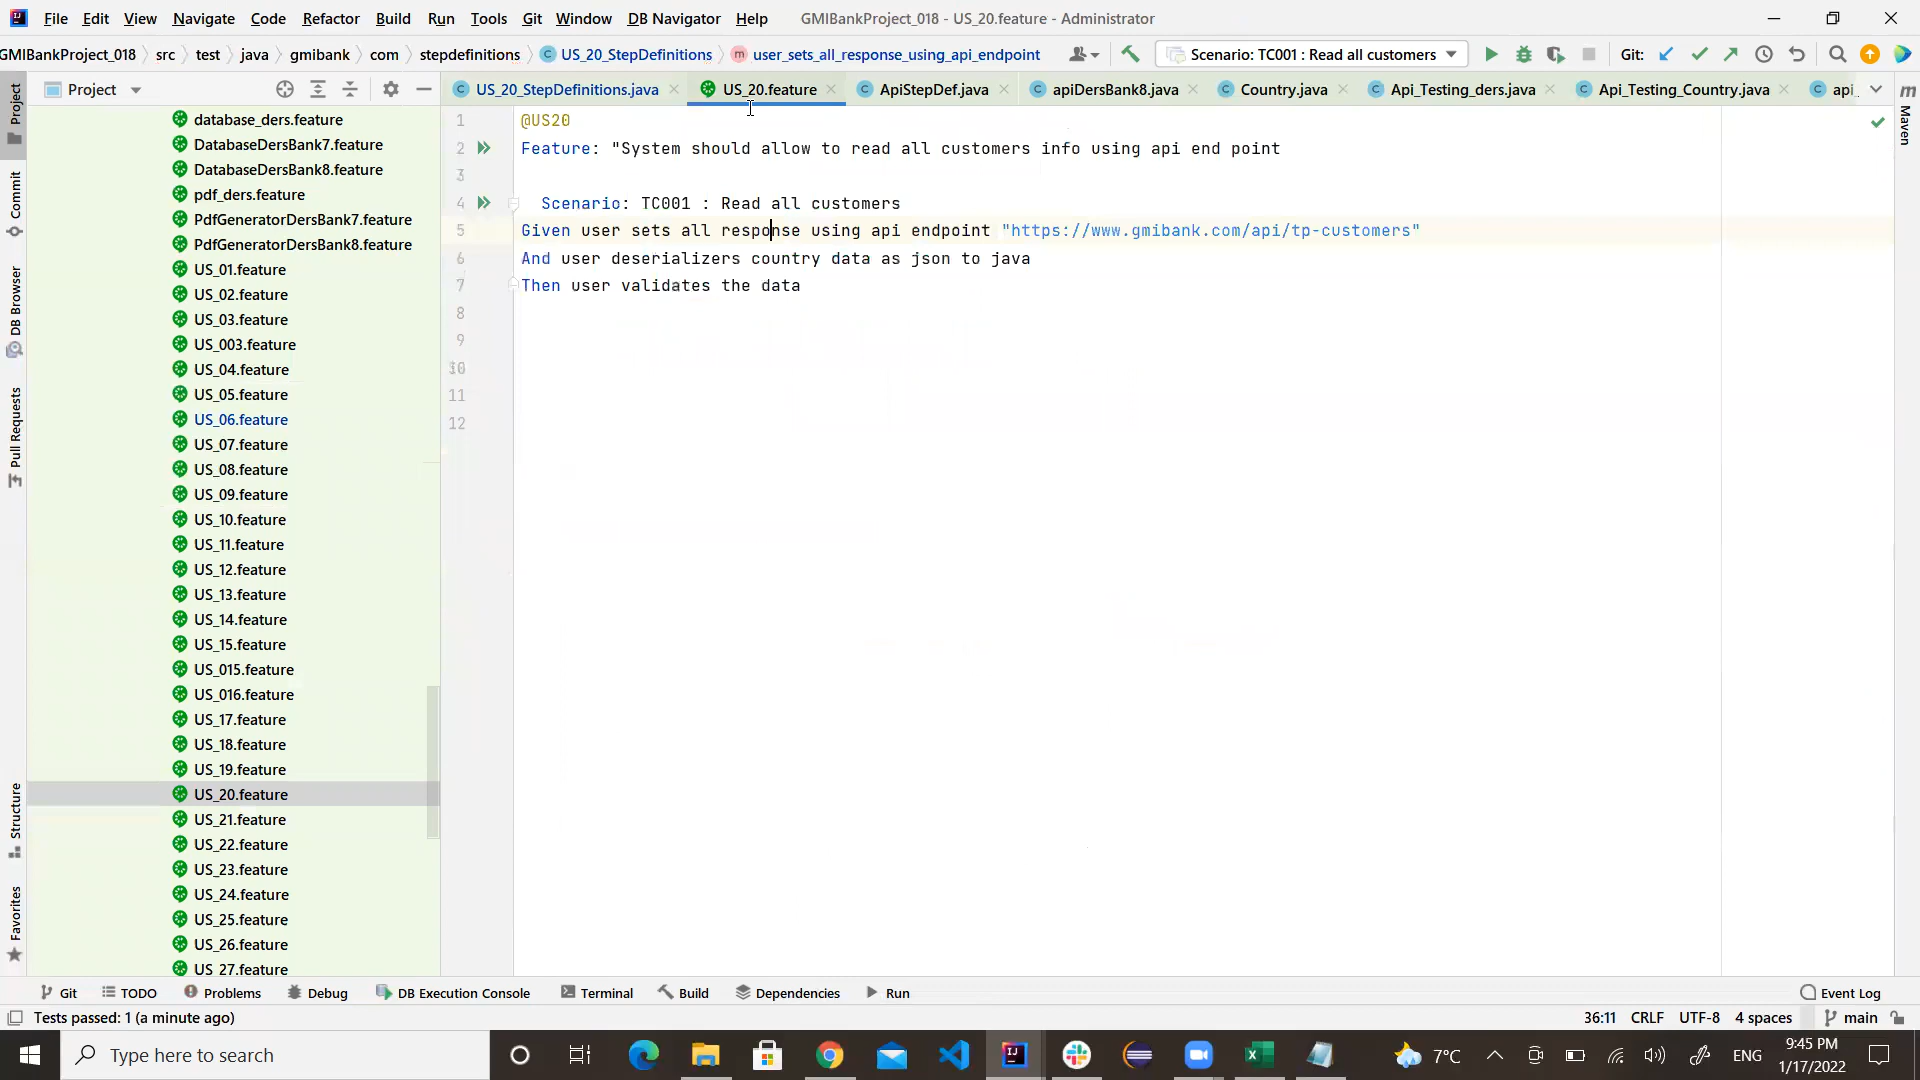 File Edit View Navigate Code Refactor Build Run Tools Git Window DB Navigator Help GMIBankProject_018 - US_20.feature - Administrator
GMIBankProject_018 src test java gmibank com stepdefinitions US_20_StepDefinitions user_sets_all_response_using_api_endpoint Scenario: TC001 : Read all customers Git:
Project US_20_StepDefinitions.java US_20.feature ApiStepDef.java apiDersBank8.java Country.java Api_Testing_ders.java Api_Testing_Country.java api_
Project
Commit
DB Browser
Pull Requests
Structure
Favorites
Maven
database_ders.feature
DatabaseDersBank7.feature
DatabaseDersBank8.feature
pdf_ders.feature
PdfGeneratorDersBank7.feature
PdfGeneratorDersBank8.feature
US_01.feature
US_02.feature
US_03.feature
US_003.feature
US_04.feature
US_05.feature
US_06.feature
US_07.feature
US_08.feature
US_09.feature
US_10.feature
US_11.feature
US_12.feature
US_13.feature
US_14.feature
US_15.feature
US_015.feature
US_016.feature
US_17.feature
US_18.feature
US_19.feature
US_20.feature
US_21.feature
US_22.feature
US_23.feature
US_24.feature
US_25.feature
US_26.feature
US_27.feature
1 @US20
2 Feature: "System should allow to read all customers info using api end point
3
4 Scenario: TC001 : Read all customers
5 Given user sets all response using api endpoint "https://www.gmibank.com/api/tp-customers"
6 And user deserializers country data as json to java
7 Then user validates the data
8
9
10
11
12
Git TODO Problems Debug DB Execution Console Terminal Build Dependencies Run Event Log
Tests passed: 1 (a minute ago) 36:11 CRLF UTF-8 4 spaces main
Type here to search 7°C ENG 9:45 PM
1/17/2022